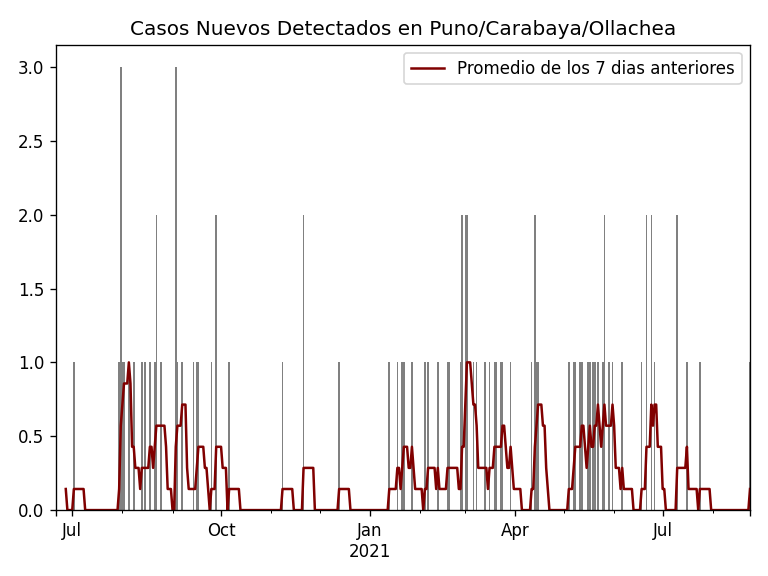 Casos Nuevos Detectados en Puno/Carabaya/Ollachea
Promedio de los 7 dias anteriores
3.0
2.5
2.0
1.5
1.0
0.5
0.0
Jul Oct Jan Apr Jul
2021